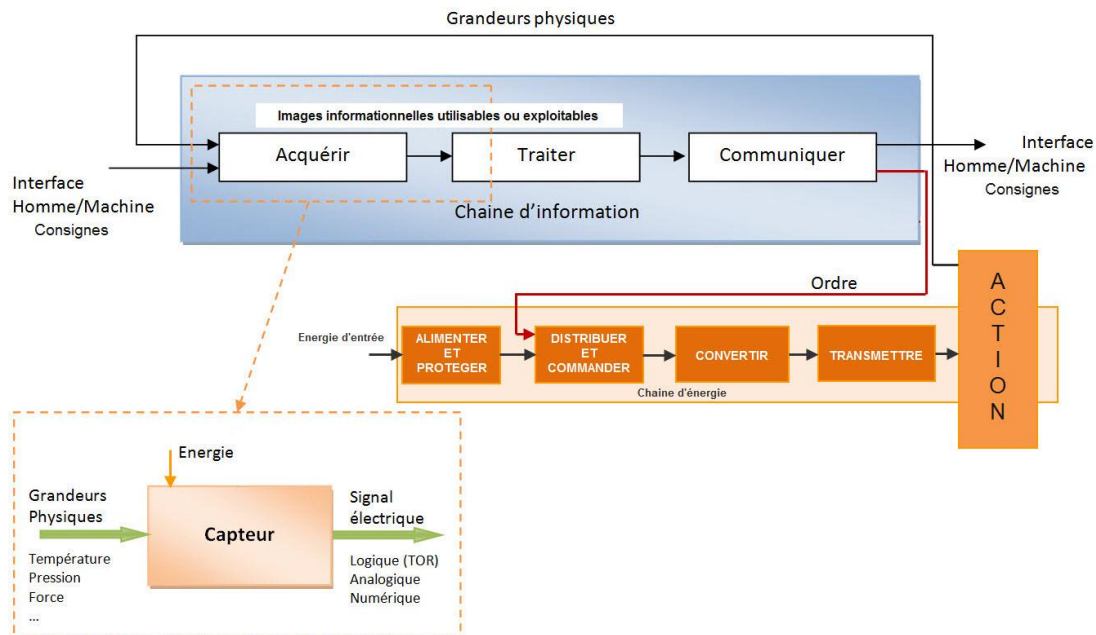 Grandeurs physiques
Images informationnelles utilisables ou exploitables
Acquérir
Traiter
Communiquer
Interface
Homme/Machine
Consignes
Interface
Homme/Machine
Consignes
Chaine d'information
Ordre
Energie d'entrée
ALIMENTER
ET
PROTEGER
DISTRIBUER
ET
COMMANDER
CONVERTIR
TRANSMETTRE
Chaine d'énergie
A
C
T
I
O
N
Energie
Grandeurs
Physiques
Température
Pression
Force
...
Capteur
Signal
électrique
Logique (TOR)
Analogique
Numérique